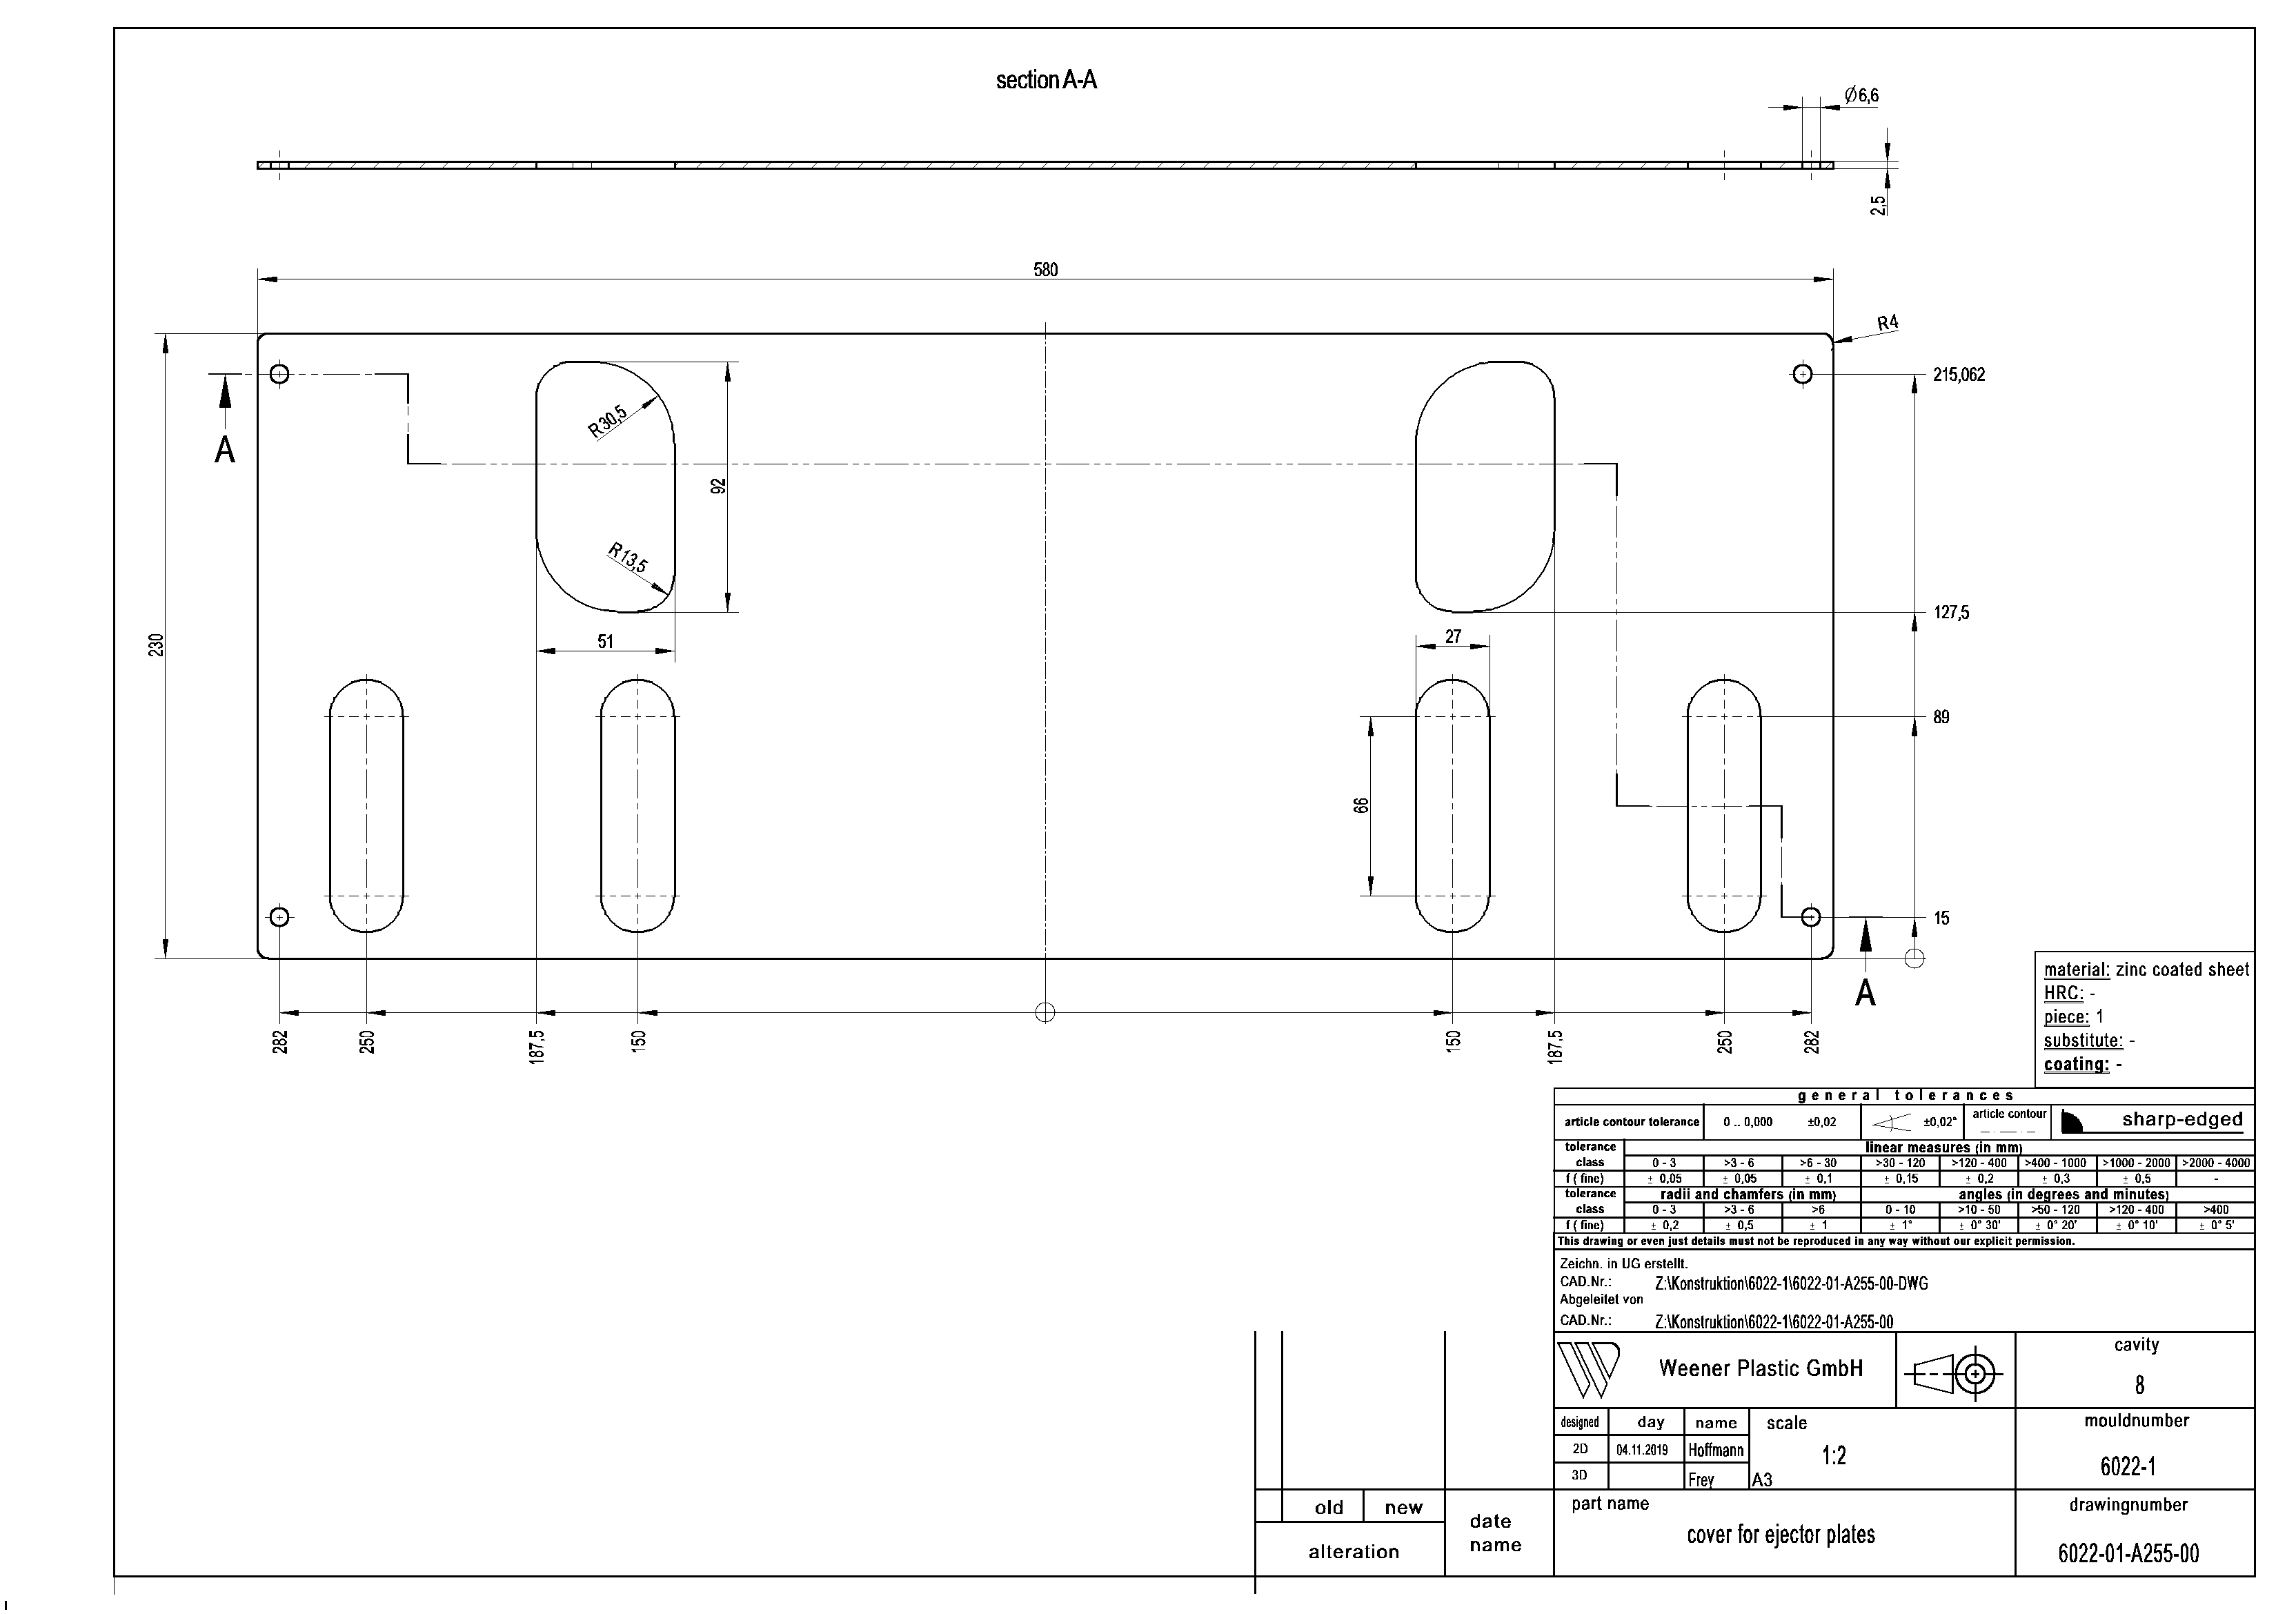 section A-A
Ø6,6
2,5
580
R4
215,062
A
R30,5
92
R13,5
127,5
51
27
230
89
66
15
A
282
250
187,5
150
150
187,5
250
282
material: zinc coated sheet
HRC: -
piece: 1
substitute: -
coating: -
general tolerances
article contour tolerance 0 .. 0,000 ±0,02 ±0,02° article contour sharp-edged
tolerance class linear measures (in mm)
0 - 3 >3 - 6 >6 - 30 >30 - 120 >120 - 400 >400 - 1000 >1000 - 2000 >2000 - 4000
f ( fine) ± 0,05 ± 0,05 ± 0,1 ± 0,15 ± 0,2 ± 0,3 ± 0,5 -
tolerance class radii and chamfers (in mm) angles (in degrees and minutes)
0 - 3 >3 - 6 >6 0 - 10 >10 - 50 >50 - 120 >120 - 400 >400
f ( fine) ± 0,2 ± 0,5 ± 1 ± 1° ± 0° 30' ± 0° 20' ± 0° 10' ± 0° 5'
This drawing or even just details must not be reproduced in any way without our explicit permission.
Zeichn. in UG erstellt.
CAD.Nr.: Z:\Konstruktion\6022-1\6022-01-A255-00-DWG
Abgeleitet von
CAD.Nr.: Z:\Konstruktion\6022-1\6022-01-A255-00
Weener Plastic GmbH
cavity
8
designed day name scale
2D 04.11.2019 Hoffmann 1:2
3D Frey A3
mouldnumber
6022-1
part name
cover for ejector plates
drawingnumber
6022-01-A255-00
old new
alteration
date
name